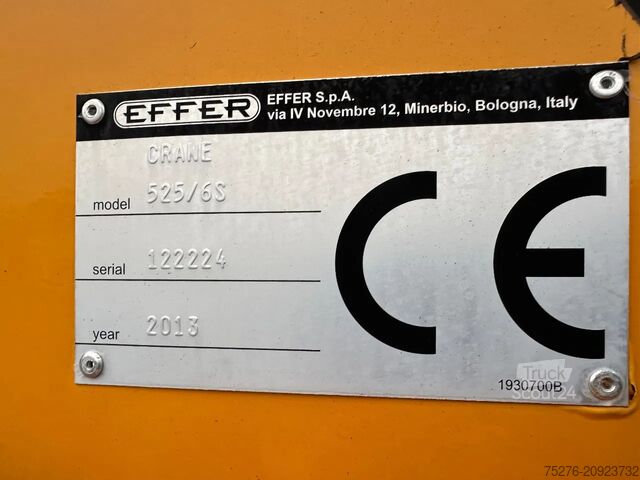 EFFER
EFFER S.p.A.
via IV Novembre 12, Minerbio, Bologna, Italy
CRANE
model 525/6S
serial 122224
year 2013
CE
1930700B
Truck
Scout24
75276-20923732